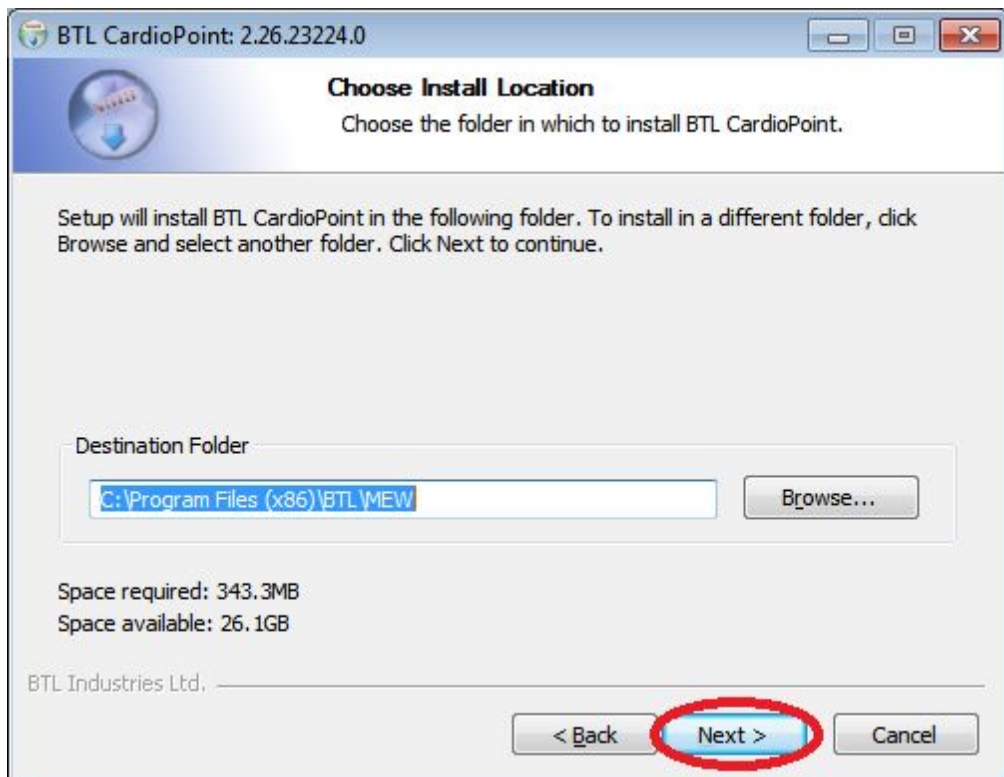 BTL CardioPoint: 2.26.23224.0
Choose Install Location
Choose the folder in which to install BTL CardioPoint.
Setup will install BTL CardioPoint in the following folder. To install in a different folder, click
Browse and select another folder. Click Next to continue.
Destination Folder
C:\Program Files (x86)\BTL\MEW
Browse...
Space required: 343.3MB
Space available: 26.1GB
BTL Industries Ltd.
< Back Next > Cancel